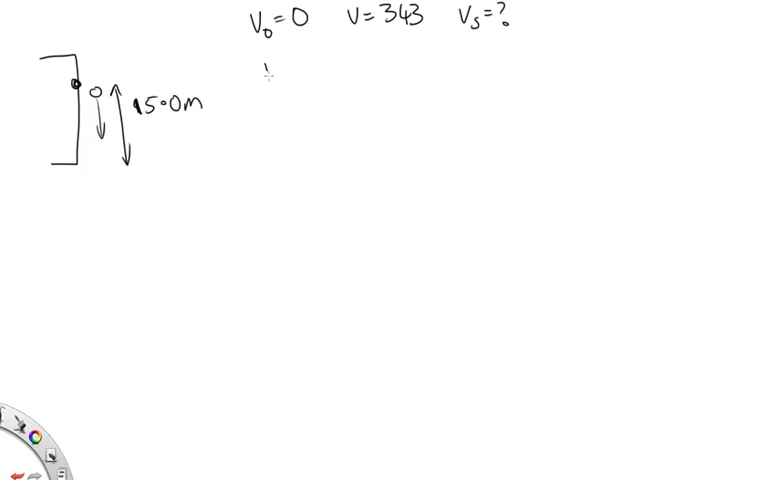 V₀ = 0 V = 343 Vₛ = ?
15.0m